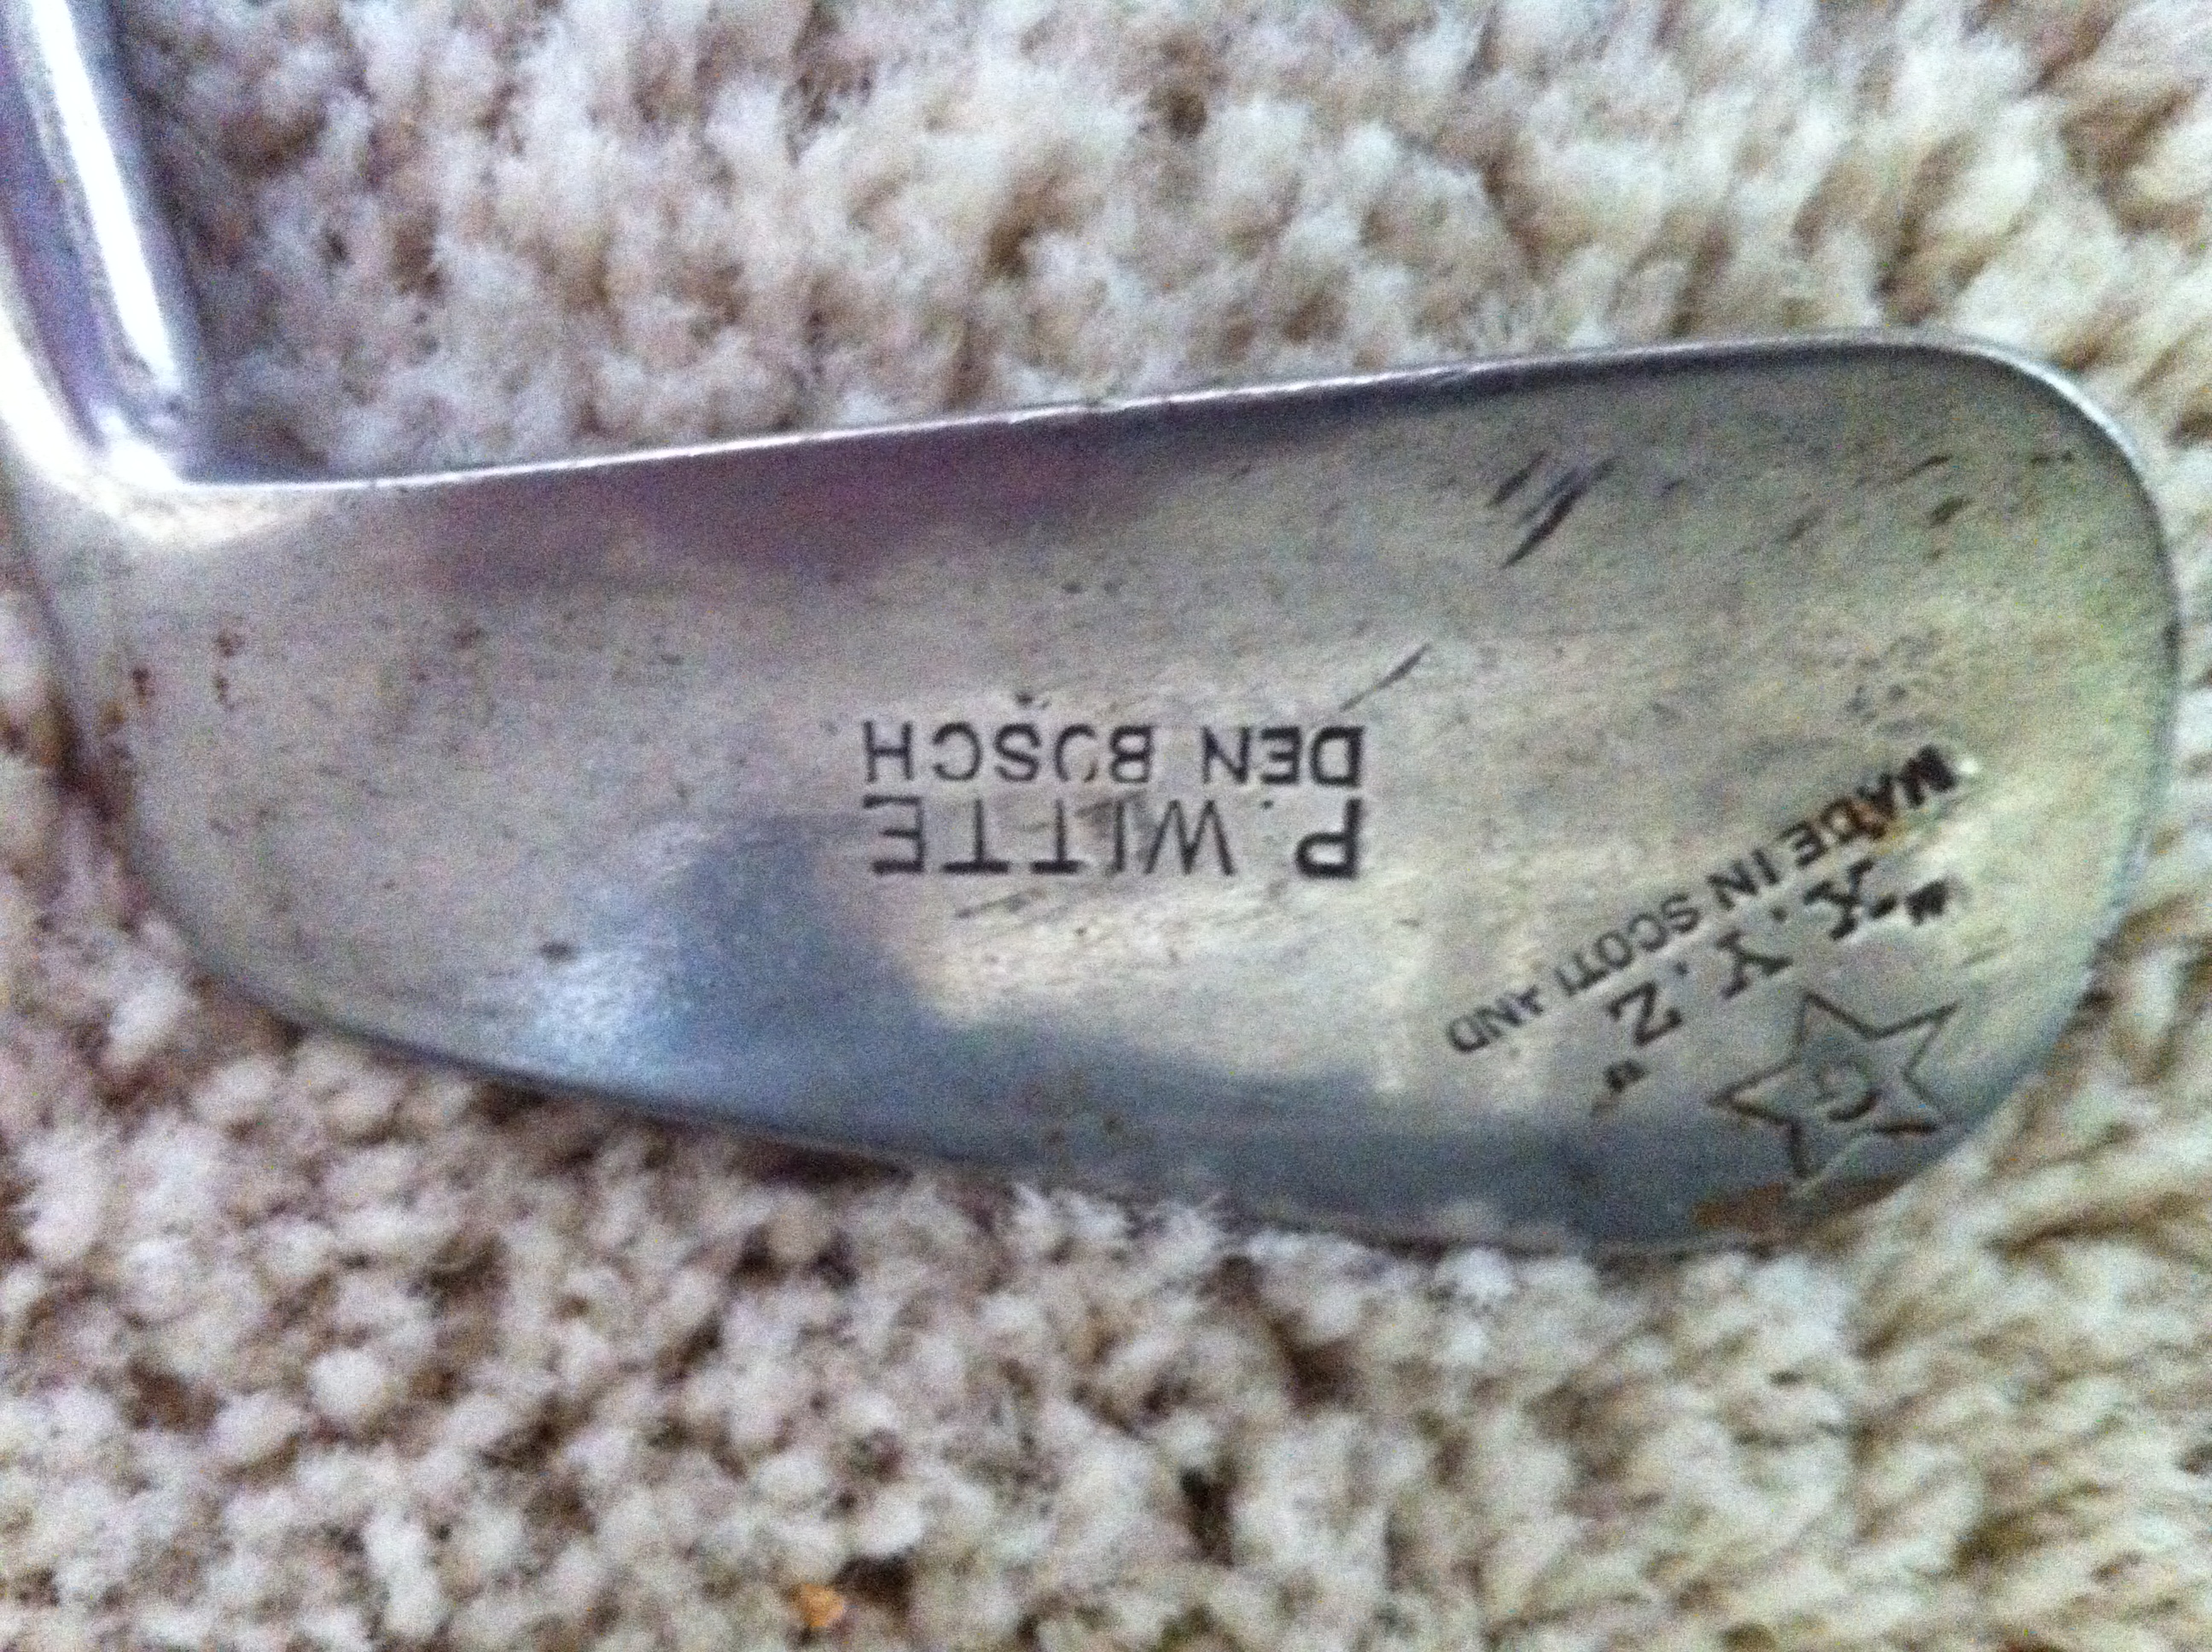 P. WITTE
DEN BOSCH
G
"X.Y.Z"
MADE IN SCOTLAND